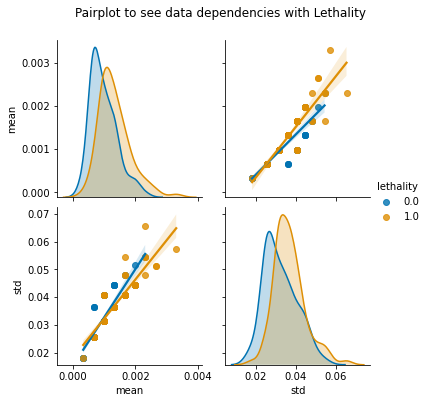 Pairplot to see data dependencies with Lethality
0.003
0.002
0.001
0.000
mean
lethality
0.0
1.0
0.07
0.06
0.05
0.04
0.03
0.02
std
0.000 0.002 0.004
mean
0.02 0.04 0.06
std